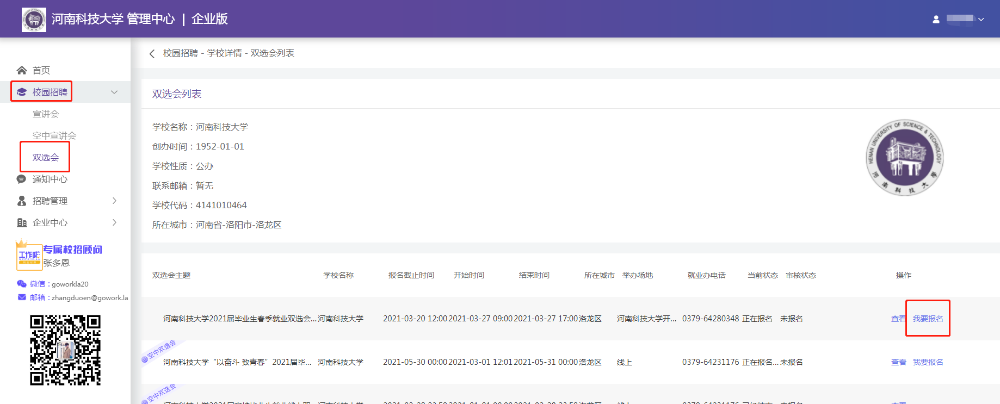 河南科技大学 管理中心 | 企业版
校园招聘 - 学校详情 - 双选会列表
首页
校园招聘
宣讲会
空中宣讲会
双选会
通知中心
招聘管理
企业中心
工作啦
专属校招顾问
张多恩
微信：goworkla20
邮箱：zhangduoen@gowork.la
双选会列表
学校名称：河南科技大学
创办时间：1952-01-01
学校性质：公办
联系邮箱：暂无
学校代码：4141010464
所在城市：河南省-洛阳市-洛龙区
HENAN UNIVERSITY OF SCIENCE & TECHNOLOGY
河南科技大學
双选会主题 学校名称 报名截止时间 开始时间 结束时间 所在城市 举办场地 就业办电话 当前状态 审核状态 操作
河南科技大学2021届毕业生春季就业双选会... 河南科技大学 2021-03-20 12:00 2021-03-27 09:00 2021-03-27 17:00 洛龙区 河南科技大学开... 0379-64280348 正在报名 未报名 查看 我要报名
空中双选会
河南科技大学“以奋斗 致青春”2021届毕... 河南科技大学 2021-05-30 00:00 2021-03-01 12:01 2021-05-31 00:00 洛龙区 线上 0379-64231176 正在报名... 未报名 查看 我要报名
空中双选会